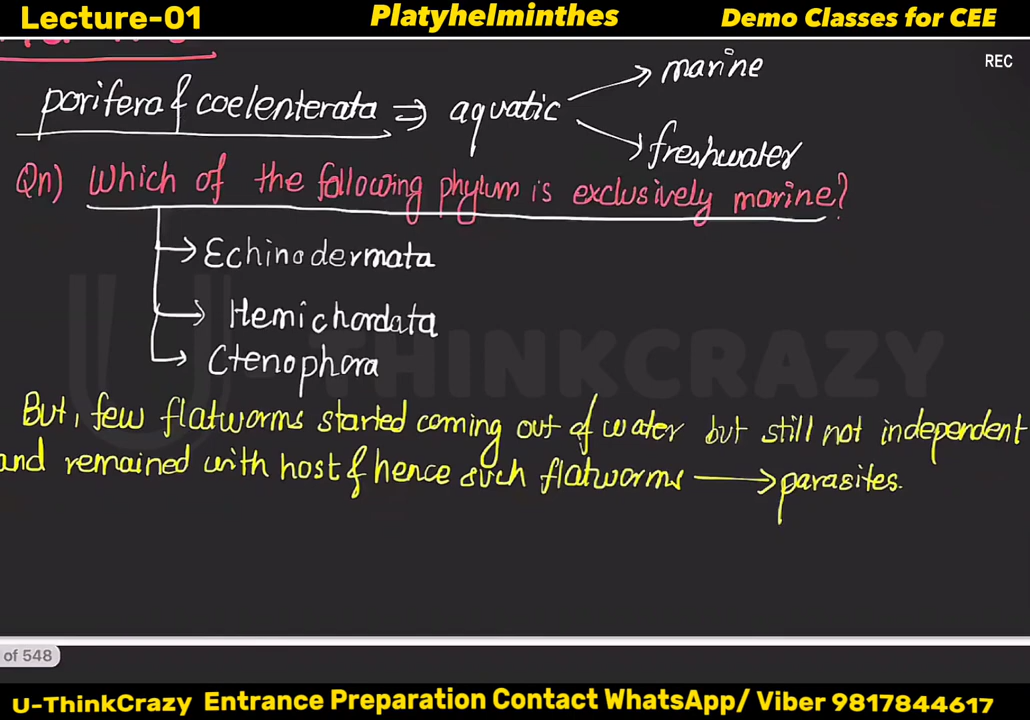 Lecture-01 Platyhelminthes Demo Classes for CEE
REC
porifera & coelenterata ⇒ aquatic → marine
→ freshwater
Qn) Which of the following phylum is exclusively marine?
→ Echinodermata
→ Hemichordata
→ Ctenophora
U-THINKCRAZY
But, few flatworms started coming out of water but still not independent
and remained with host & hence such flatworms → parasites.
of 548
U-ThinkCrazy Entrance Preparation Contact WhatsApp/ Viber 9817844617